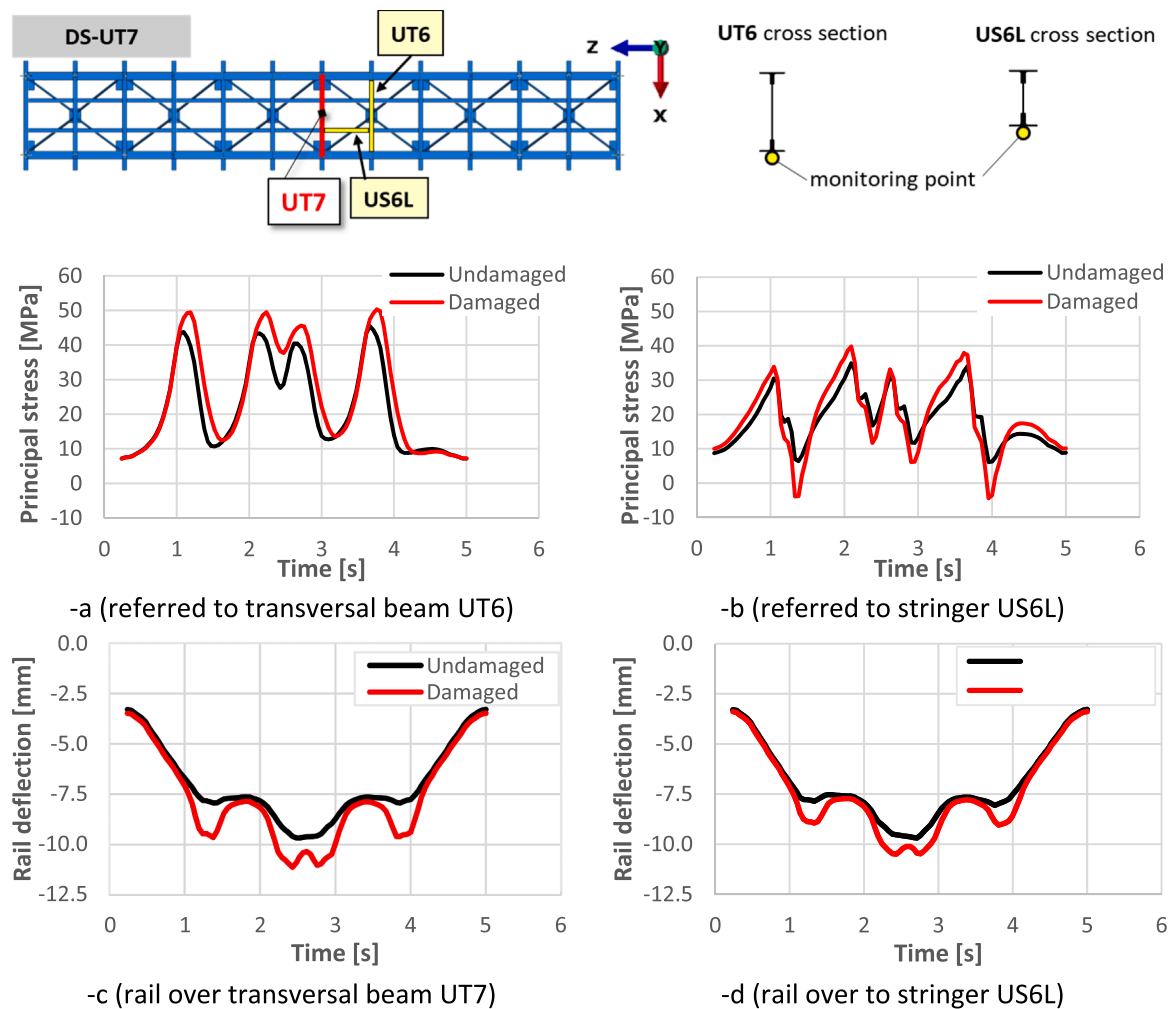 DS-UT7
UT6
Z
Y
X
UT7
US6L
UT6 cross section
US6L cross section
monitoring point
Undamaged
Damaged
Principal stress [MPa]
60
50
40
30
20
10
0
-10
0 1 2 3 4 5 6
Time [s]
-a (referred to transversal beam UT6)
Undamaged
Damaged
Principal stress [MPa]
60
50
40
30
20
10
0
-10
0 1 2 3 4 5 6
Time [s]
-b (referred to stringer US6L)
Undamaged
Damaged
Rail deflection [mm]
0.0
-2.5
-5.0
-7.5
-10.0
-12.5
0 1 2 3 4 5 6
Time [s]
-c (rail over transversal beam UT7)
Rail deflection [mm]
0.0
-2.5
-5.0
-7.5
-10.0
-12.5
0 1 2 3 4 5 6
Time [s]
-d (rail over to stringer US6L)